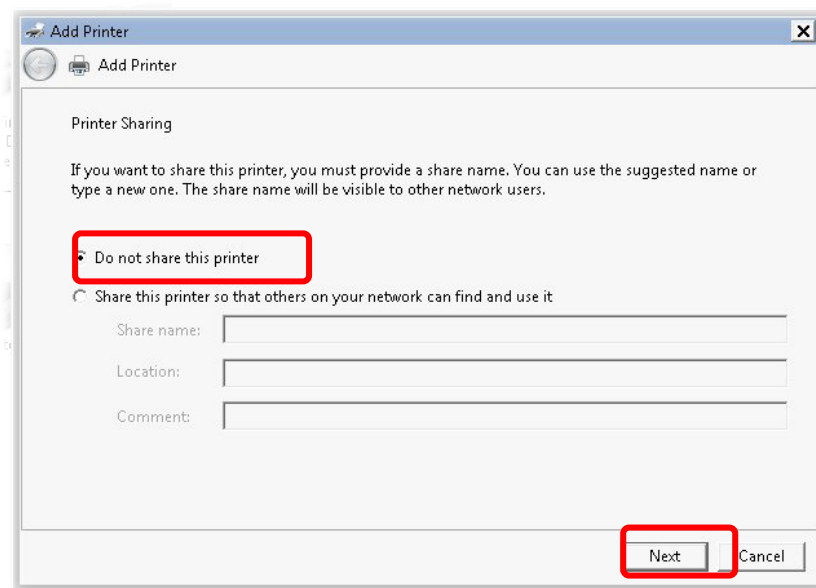 Add Printer
Add Printer
Printer Sharing
If you want to share this printer, you must provide a share name. You can use the suggested name or
type a new one. The share name will be visible to other network users.
Do not share this printer
Share this printer so that others on your network can find and use it
Share name:
Location:
Comment:
Next
Cancel